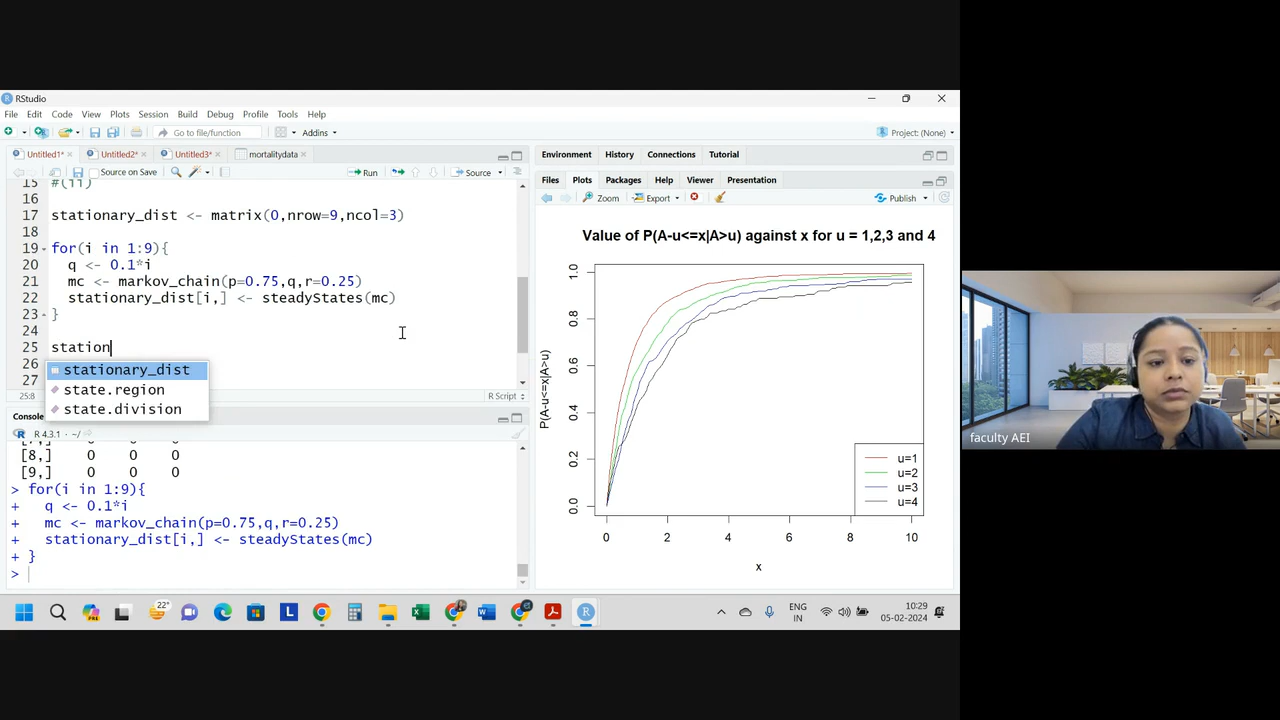 RStudio
File Edit Code View Plots Session Build Debug Profile Tools Help
Go to file/function Addins Project: (None)
Untitled1* Untitled2* Untitled3* mortalitydata
Source on Save Run Source
15 #(ii)
16
17 stationary_dist <- matrix(0,nrow=9,ncol=3)
18
19 for(i in 1:9){
20 q <- 0.1*i
21 mc <- markov_chain(p=0.75,q,r=0.25)
22 stationary_dist[i,] <- steadyStates(mc)
23 }
24
25 station
26
27
stationary_dist
state.region
state.division
25:8 R Script
Console
R 4.3.1 · ~/
[8,] 0 0 0
[9,] 0 0 0
> for(i in 1:9){
+ q <- 0.1*i
+ mc <- markov_chain(p=0.75,q,r=0.25)
+ stationary_dist[i,] <- steadyStates(mc)
+ }
>
Environment History Connections Tutorial
Files Plots Packages Help Viewer Presentation
Zoom Export Publish
Value of P(A-u<=x|A>u) against x for u = 1,2,3 and 4
P(A-u<=x|A>u)
1.0
0.8
0.6
0.4
0.2
0.0
u=1
u=2
u=3
u=4
0 2 4 6 8 10
x
faculty AEI
22°
ENG
IN
10:29
05-02-2024